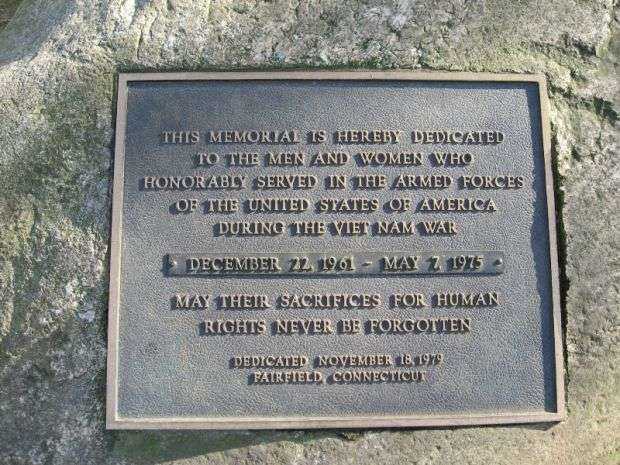 THIS MEMORIAL IS HEREBY DEDICATED
TO THE MEN AND WOMEN WHO
HONORABLY SERVED IN THE ARMED FORCES
OF THE UNITED STATES OF AMERICA
DURING THE VIET NAM WAR
· DECEMBER 22, 1961 – MAY 7, 1975 ·
MAY THEIR SACRIFICES FOR HUMAN
RIGHTS NEVER BE FORGOTTEN
DEDICATED NOVEMBER 18, 1979
FAIRFIELD, CONNECTICUT